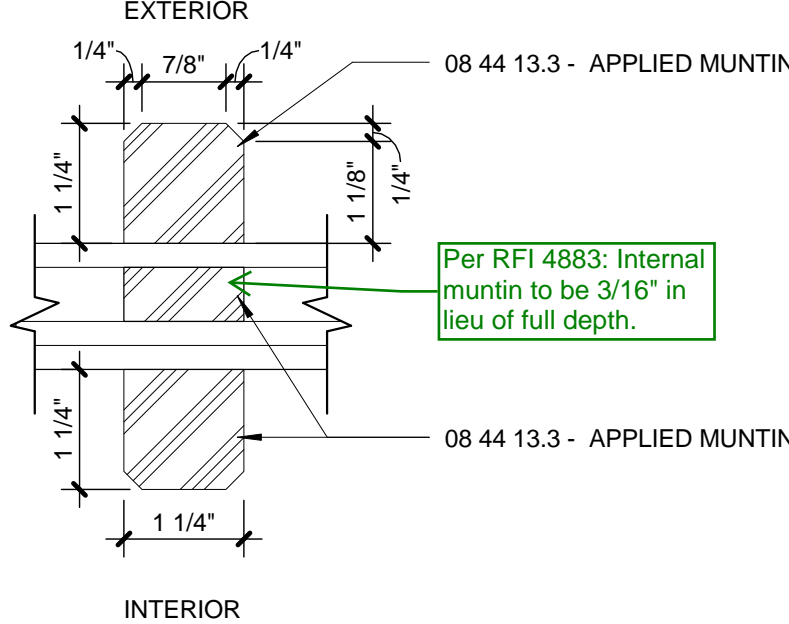 EXTERIOR
1/4"
7/8"
1/4"
08 44 13.3 - APPLIED MUNTIN
1 1/4"
1 1/8"
1/4"
Per RFI 4883: Internal
muntin to be 3/16" in
lieu of full depth.
1 1/4"
08 44 13.3 - APPLIED MUNTIN
1 1/4"
INTERIOR